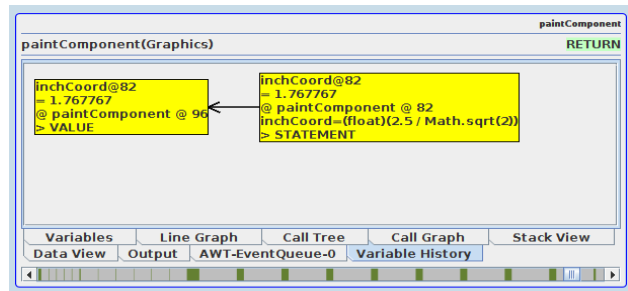 paintComponent
paintComponent(Graphics) RETURN
inchCoord@82
= 1.767767
@ paintComponent @ 96
> VALUE
inchCoord@82
= 1.767767
@ paintComponent @ 82
inchCoord=(float)(2.5 / Math.sqrt(2))
> STATEMENT
Variables Line Graph Call Tree Call Graph Stack View
Data View Output AWT-EventQueue-0 Variable History